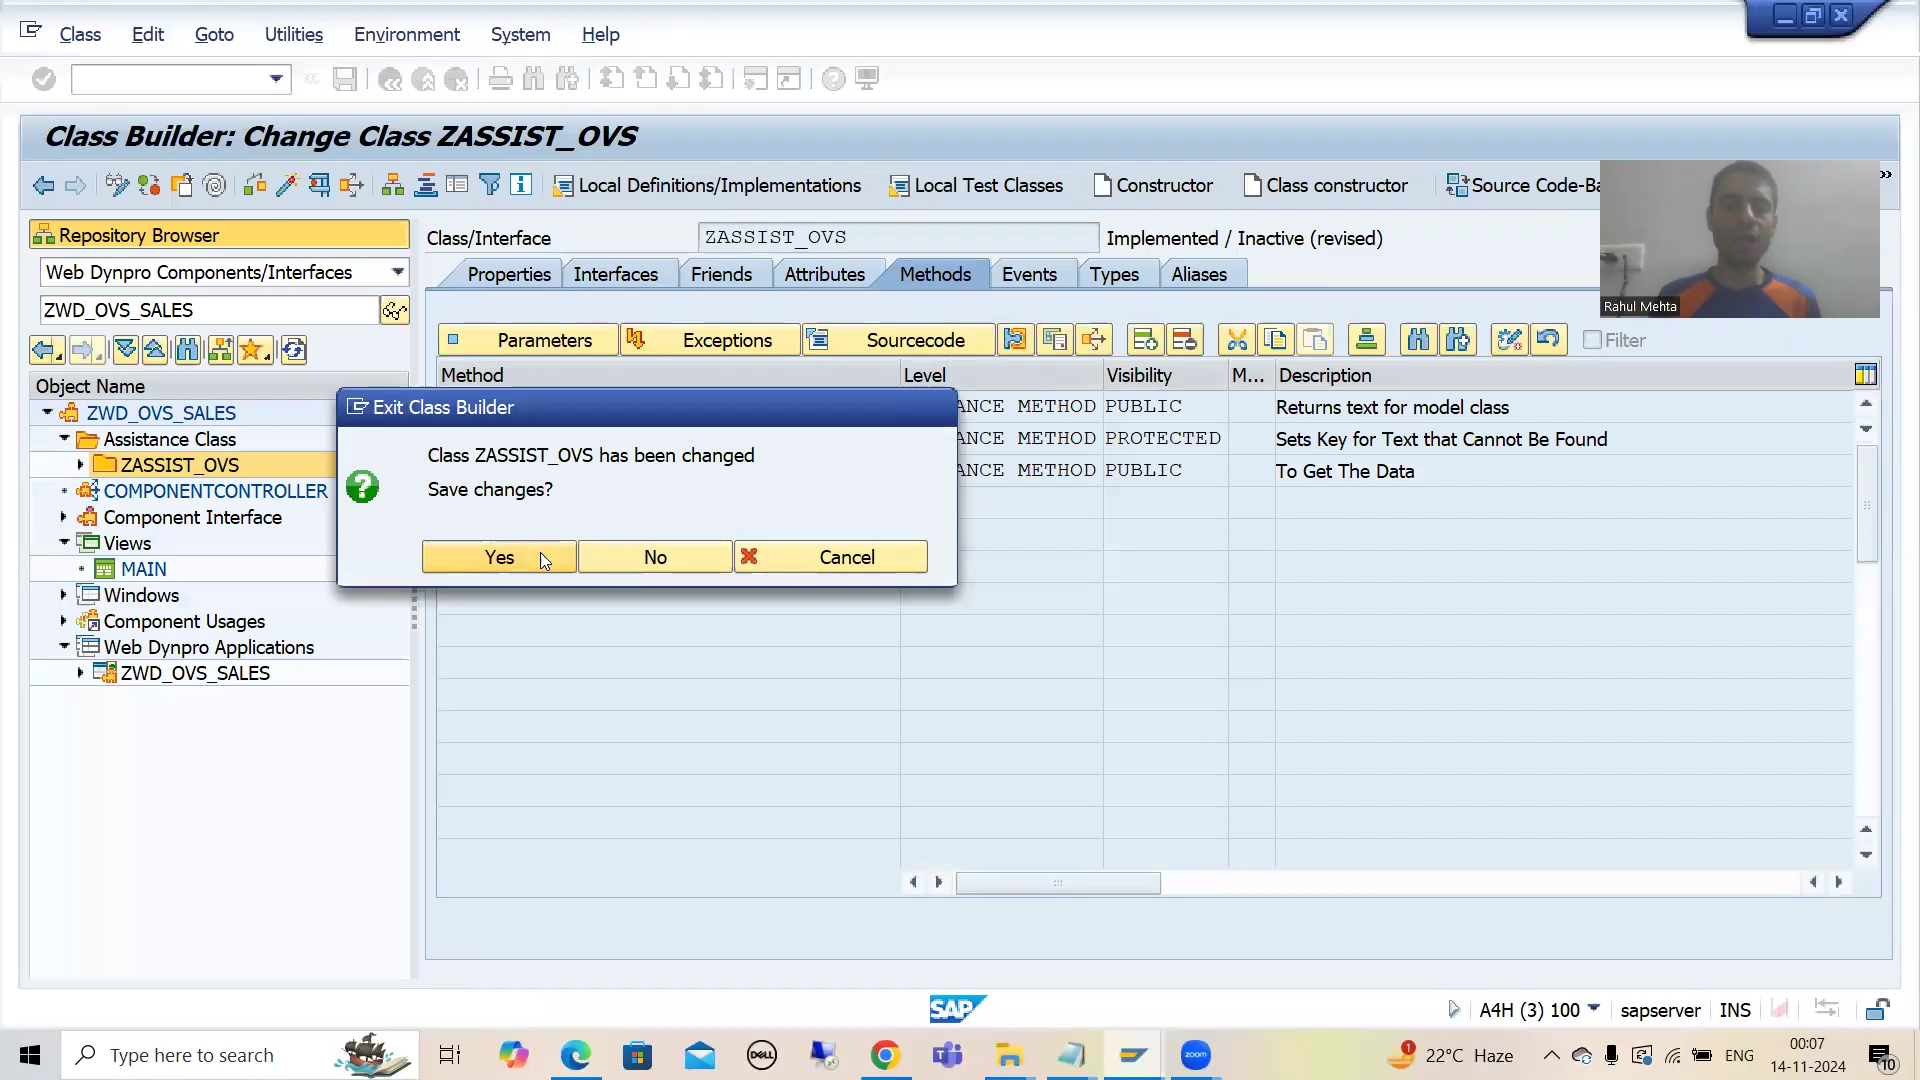 Class Edit Goto Utilities Environment System Help
Class Builder: Change Class ZASSIST_OVS
Local Definitions/Implementations Local Test Classes Constructor Class constructor Source Code-Ba
Rahul Mehta
Repository Browser
Web Dynpro Components/Interfaces
ZWD_OVS_SALES
Object Name
ZWD_OVS_SALES
Assistance Class
ZASSIST_OVS
COMPONENTCONTROLLER
Component Interface
Views
MAIN
Windows
Component Usages
Web Dynpro Applications
ZWD_OVS_SALES
Class/Interface ZASSIST_OVS Implemented / Inactive (revised)
Properties Interfaces Friends Attributes Methods Events Types Aliases
Parameters Exceptions Sourcecode Filter
Method Level Visibility M... Description
ANCE METHOD PUBLIC Returns text for model class
ANCE METHOD PROTECTED Sets Key for Text that Cannot Be Found
ANCE METHOD PUBLIC To Get The Data
Exit Class Builder
Class ZASSIST_OVS has been changed
Save changes?
Yes No Cancel
SAP
A4H (3) 100 sapserver INS
Type here to search
DELL
zoom
1
22°C Haze
ENG
00:07
14-11-2024
10